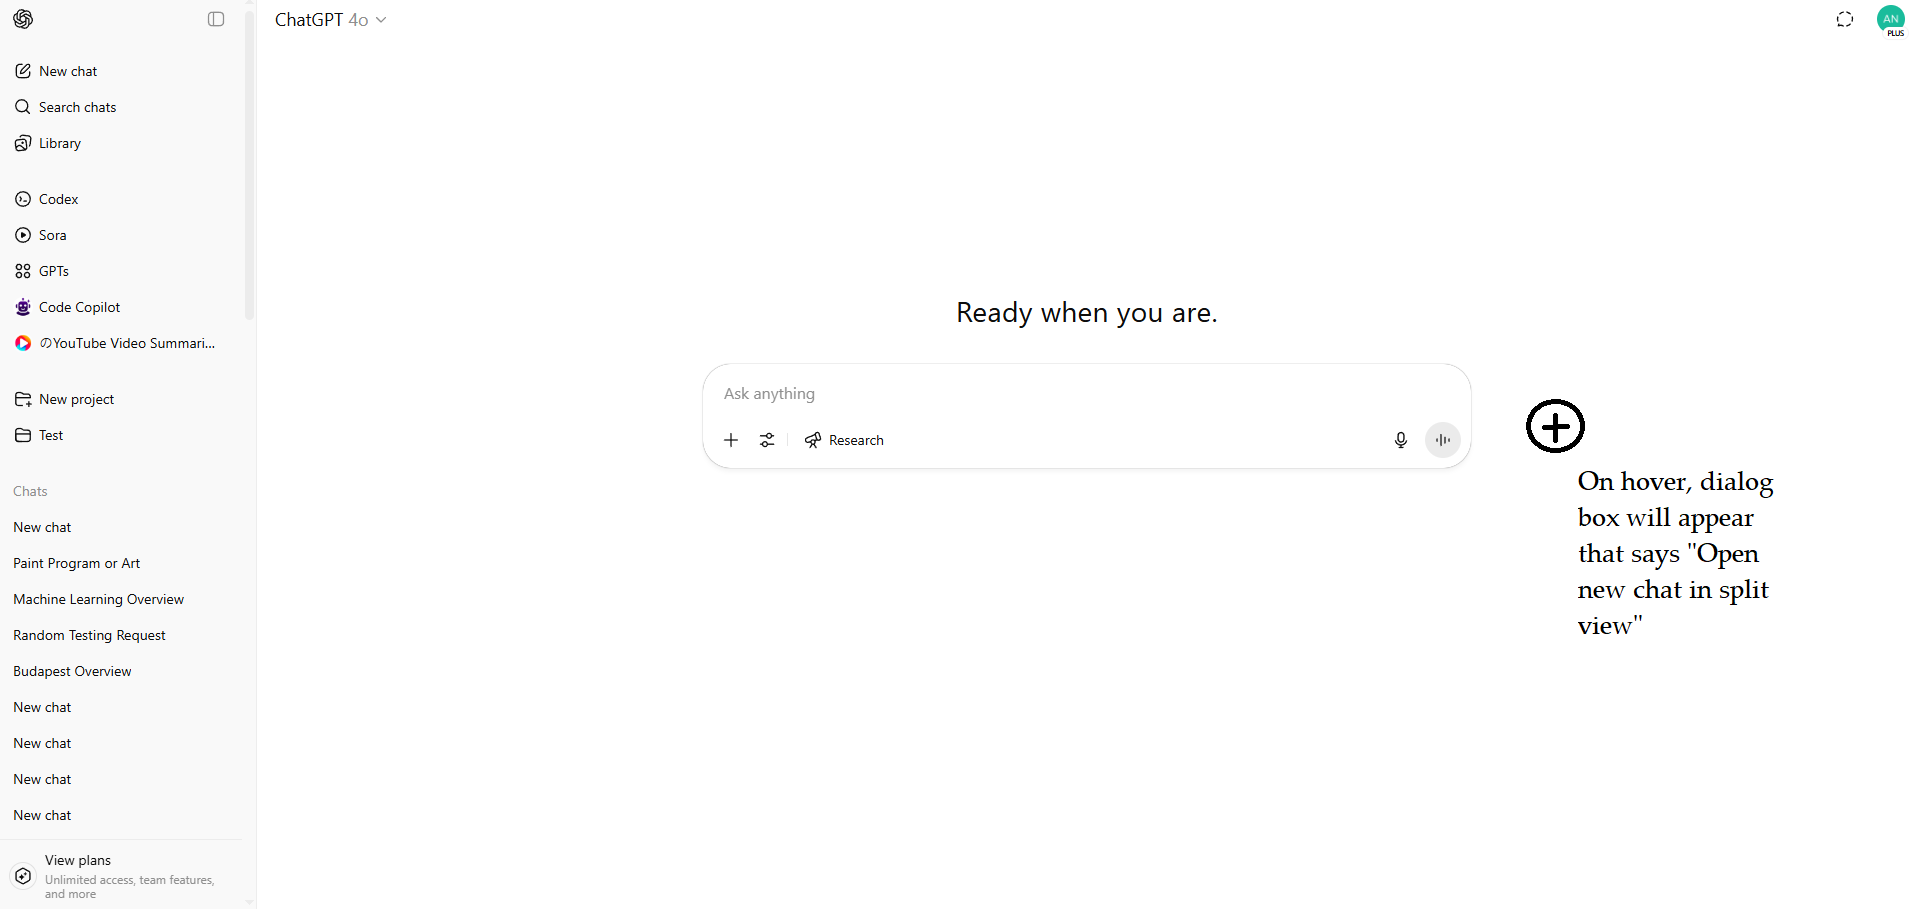 ChatGPT 4o
AN
PLUS
New chat
Search chats
Library
Codex
Sora
GPTs
Code Copilot
のYouTube Video Summari...
New project
Test
Chats
New chat
Paint Program or Art
Machine Learning Overview
Random Testing Request
Budapest Overview
New chat
New chat
New chat
New chat
View plans
Unlimited access, team features,
and more
Ready when you are.
Ask anything
Research
On hover, dialog
box will appear
that says "Open
new chat in split
view"